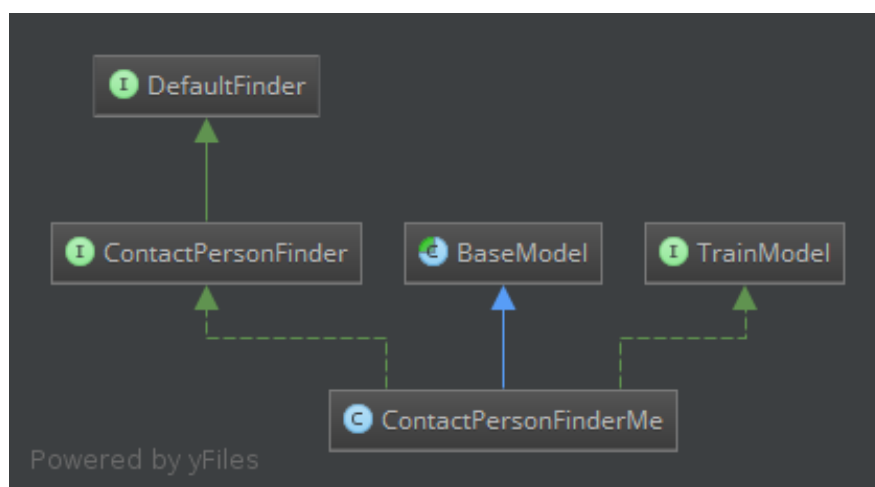 I DefaultFinder
I ContactPersonFinder
C BaseModel
I TrainModel
C ContactPersonFinderMe
Powered by yFiles